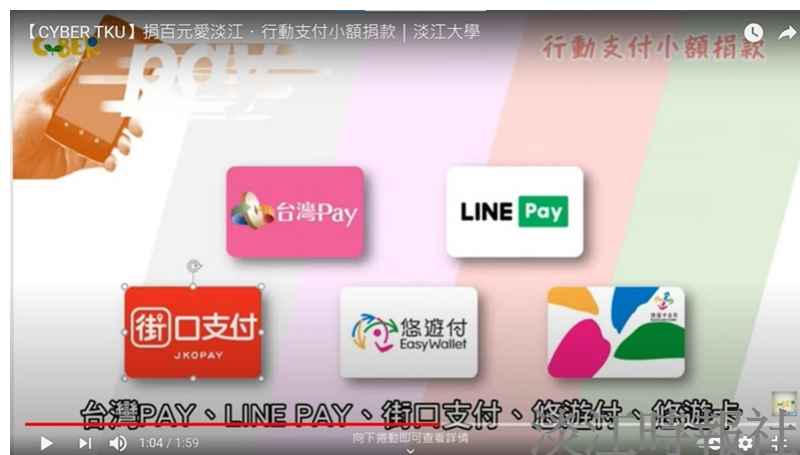 【CYBER TKU】捐百元愛淡江．行動支付小額捐款｜淡江大學
CYBER
pay
行動支付小額捐款
台灣Pay
LINE Pay
街口支付
JKOPAY
悠遊付
EasyWallet
台灣PAY、LINE PAY、街口支付、悠遊付、悠遊卡
1:04 / 1:59
向下捲動即可查看詳情
淡江時報社